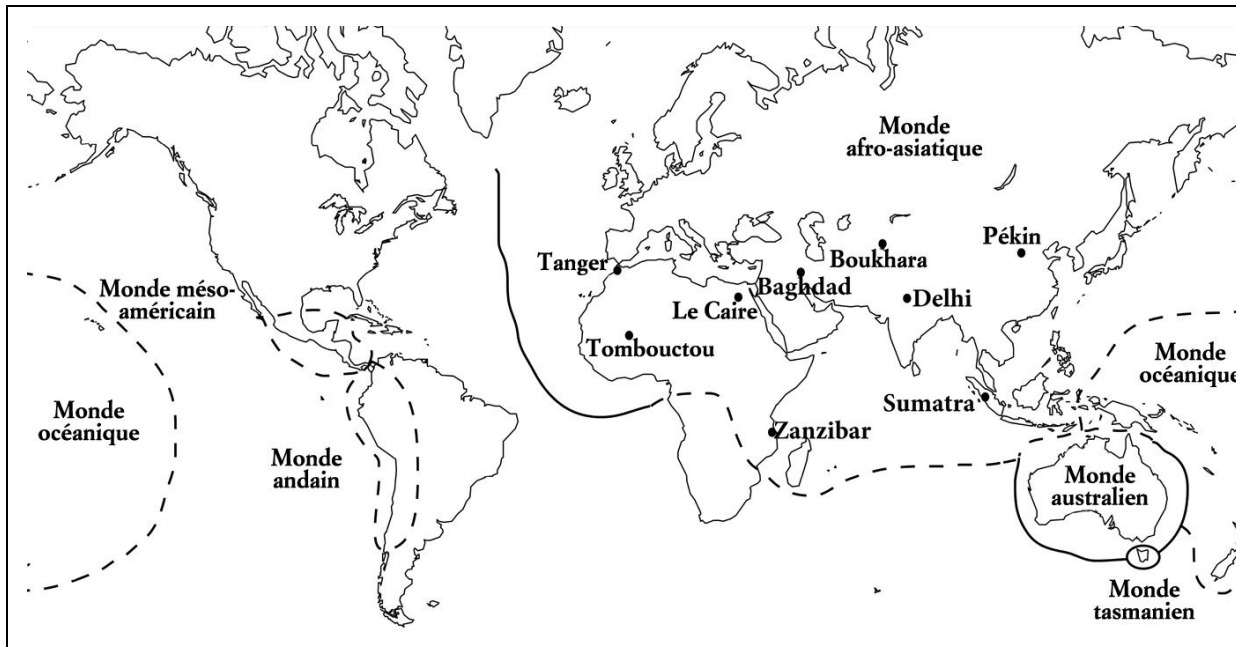 Monde
afro-asiatique
Pékin
Boukhara
Tanger
Baghdad
Monde méso-
américain
Delhi
Le Caire
Tombouctou
Monde
océanique
Monde
océanique
Sumatra
Zanzibar
Monde
andain
Monde
australien
Monde
tasmanien